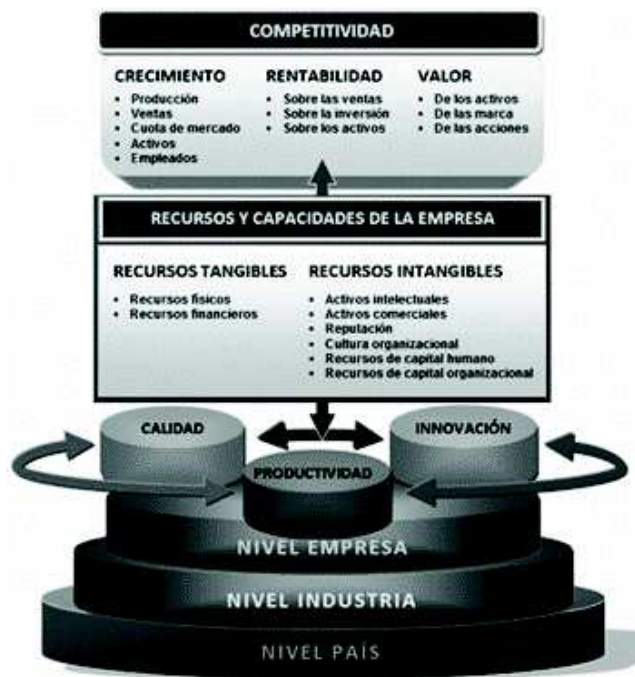 COMPETITIVIDAD
CRECIMIENTO
• Producción
• Ventas
• Cuota de mercado
• Activos
• Empleados
RENTABILIDAD
• Sobre las ventas
• Sobre la inversión
• Sobre los activos
VALOR
• De los activos
• De las marca
• De las acciones
RECURSOS Y CAPACIDADES DE LA EMPRESA
RECURSOS TANGIBLES
• Recursos físicos
• Recursos financieros
RECURSOS INTANGIBLES
• Activos intelectuales
• Activos comerciales
• Reputación
• Cultura organizacional
• Recursos de capital humano
• Recursos de capital organizacional
CALIDAD
INNOVACIÓN
PRODUCTIVIDAD
NIVEL EMPRESA
NIVEL INDUSTRIA
NIVEL PAÍS